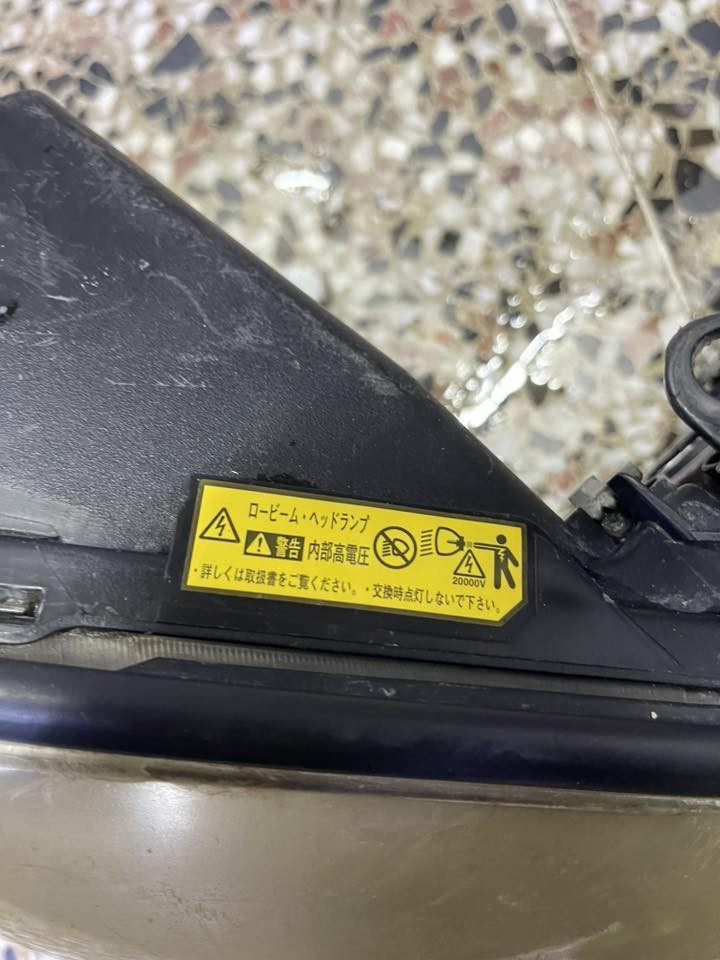 ロービーム・ヘッドランプ
警告 内部高電圧
20000V
・詳しくは取扱書をご覧ください。・交換時点灯しないで下さい。